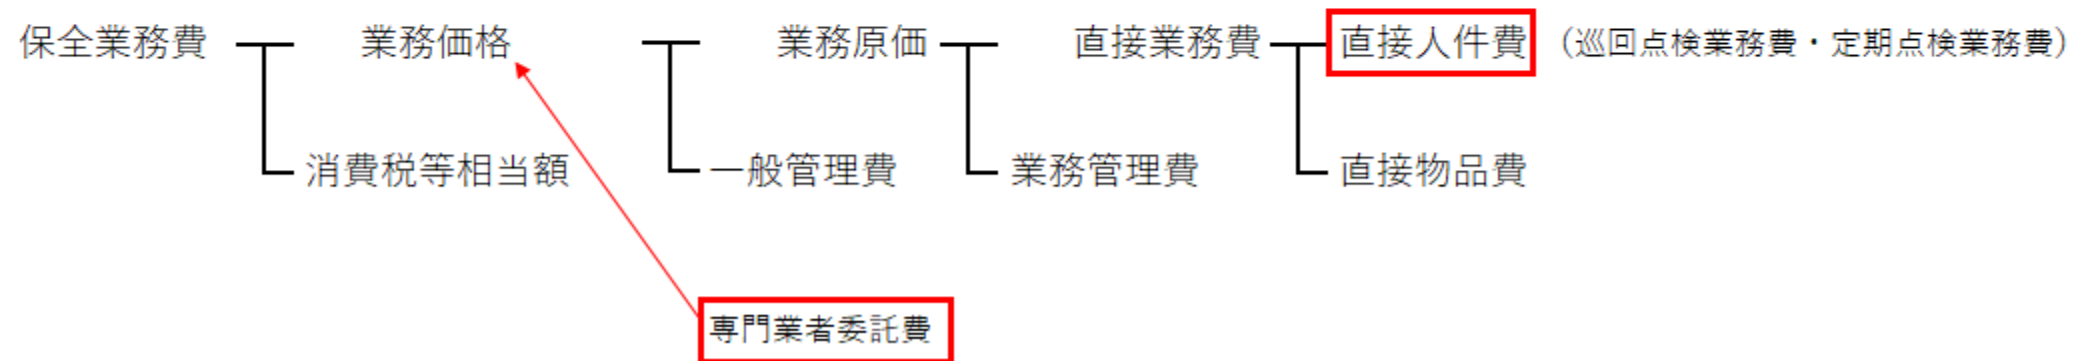 保全業務費 業務価格 業務原価 直接業務費 直接人件費 (巡回点検業務費・定期点検業務費)
消費税等相当額 一般管理費 業務管理費 直接物品費
専門業者委託費